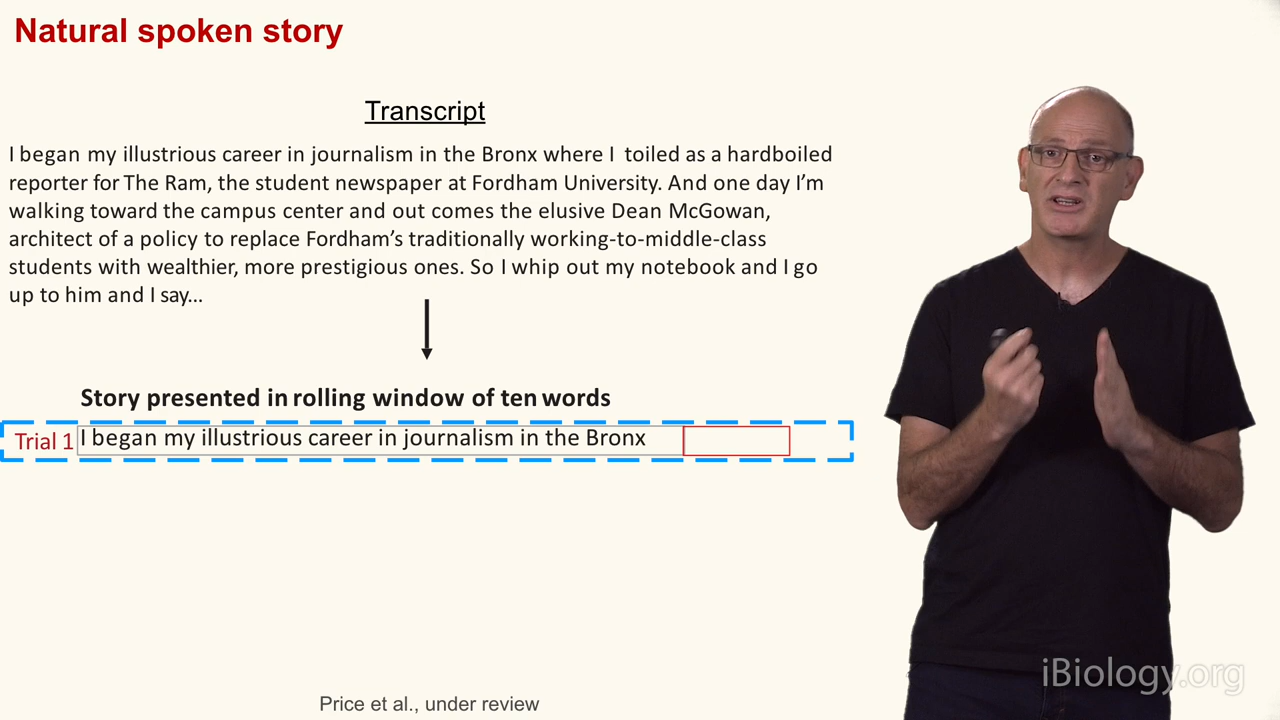 Natural spoken story
Transcript
I began my illustrious career in journalism in the Bronx where I toiled as a hardboiled
reporter for The Ram, the student newspaper at Fordham University. And one day I’m
walking toward the campus center and out comes the elusive Dean McGowan,
architect of a policy to replace Fordham’s traditionally working-to-middle-class
students with wealthier, more prestigious ones. So I whip out my notebook and I go
up to him and I say…
Story presented in rolling window of ten words
Trial 1 I began my illustrious career in journalism in the Bronx
iBiology.org
Price et al., under review